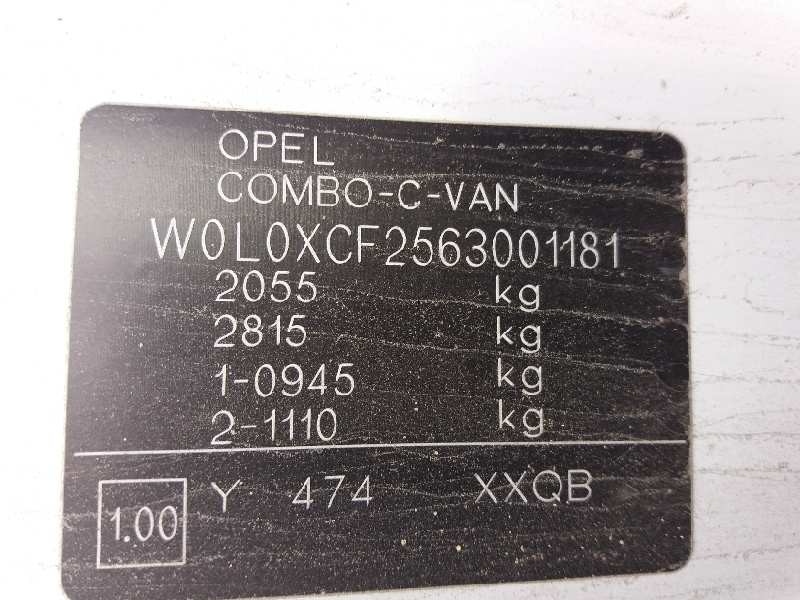 OPEL
COMBO-C-VAN
W0L0XCF2563001181
2055 kg
2815 kg
1-0945 kg
2-1110 kg
1.00 Y 474 XXQB